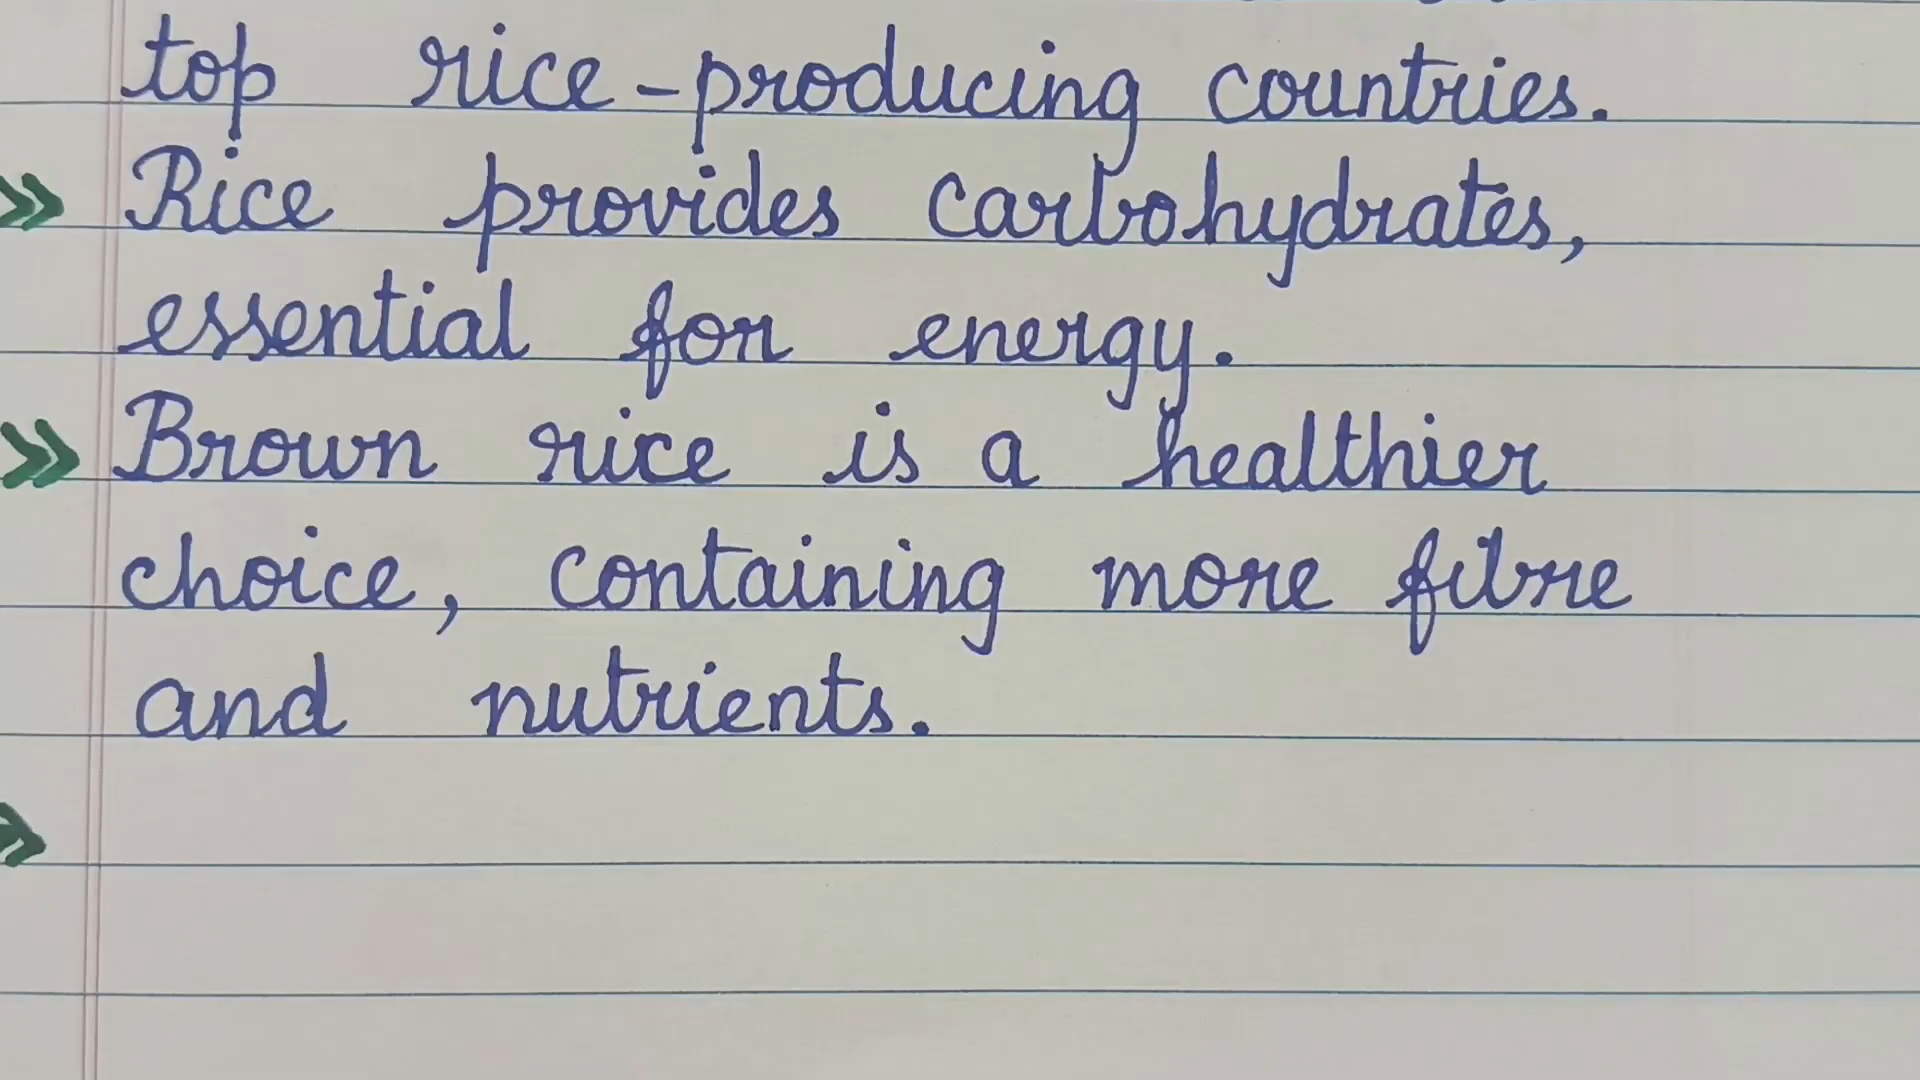 top rice-producing countries.
» Rice provides carbohydrates,
essential for energy.
» Brown rice is a healthier
choice, containing more fibre
and nutrients.
»